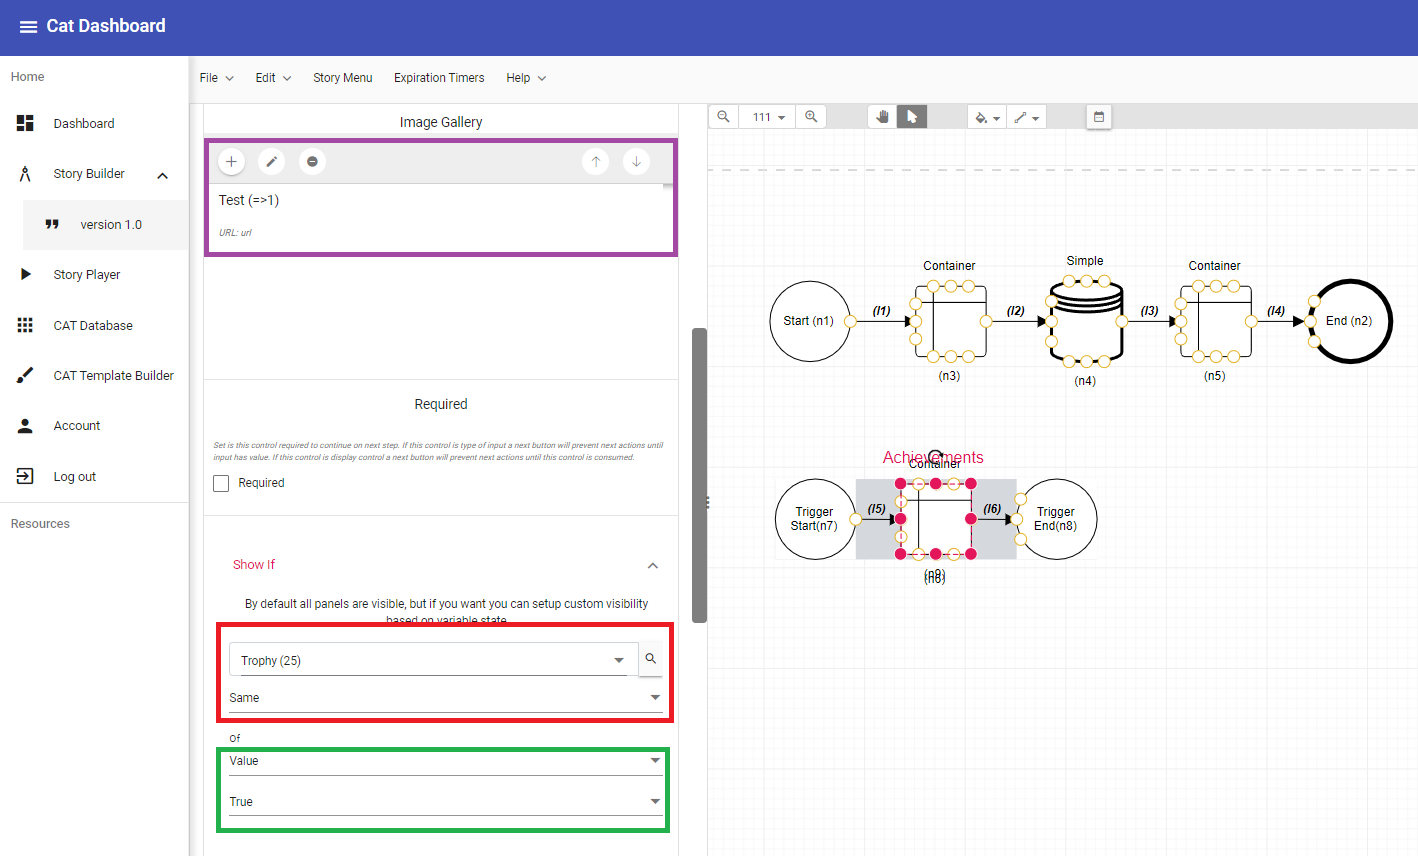 Cat Dashboard
Home
Dashboard
Story Builder
version 1.0
Story Player
CAT Database
CAT Template Builder
Account
Log out
Resources
File
Edit
Story Menu
Expiration Timers
Help
Image Gallery
Test (=>1)
URL: url
Required
Set is this control required to continue on next step. If this control is type of input a next button will prevent next actions until
input has value. If this control is display control a next button will prevent next actions until this control is consumed.
Required
Show If
By default all panels are visible, but if you want you can setup custom visibility
based on variable state
Trophy (25)
Same
Of
Value
True
111
Start (n1)
(l1)
Container
(n3)
(l2)
Simple
(n4)
(l3)
Container
(n5)
(l4)
End (n2)
Achievements
Container
Trigger
Start(n7)
(l5)
(l6)
Trigger
End(n8)
(n9)